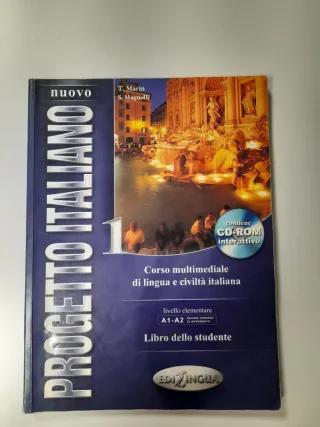 nuovo
PROGETTO ITALIANO
1
T. Marin
S. Magnelli
contiene
CD-ROM
interattivo
Corso multimediale
di lingua e civiltà italiana
livello elementare
A1-A2
Libro dello studente
EDILINGUA